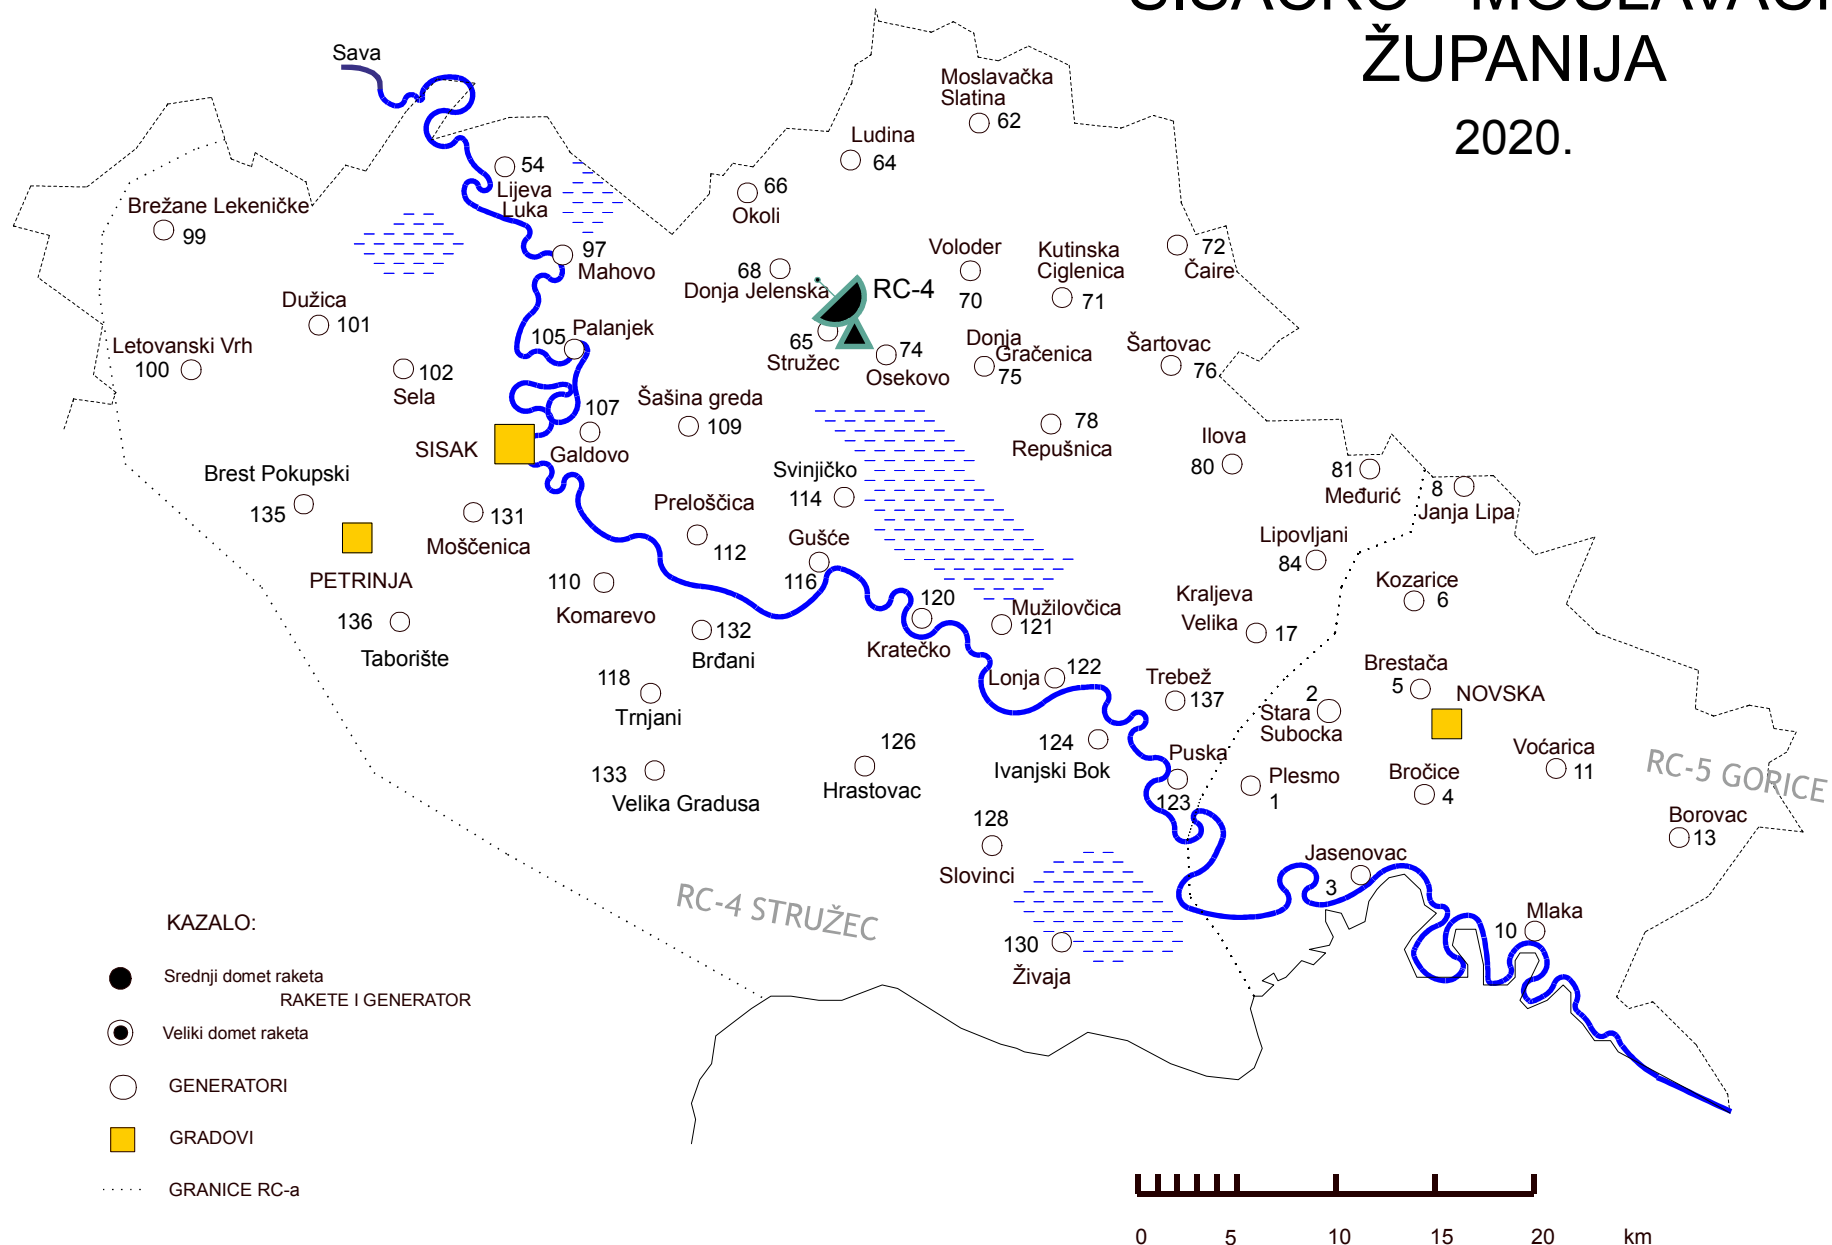 SISAČKO - MOSLAVAČK
ŽUPANIJA
2020.
Sava
Moslavačka
Slatina
62
Ludina
64
54
Lijeva
Luka
66
Okoli
Brežane Lekeničke
99
97
Mahovo
Voloder
70
Kutinska
Ciglenica
71
72
Čaire
68
Donja Jelenska
RC-4
Dužica
101
105
Palanjek
65
Stružec
74
Osekovo
Donja
Gračenica
75
Šartovac
76
Letovanski Vrh
100
102
Sela
Šašina greda
109
107
Galdovo
SISAK
78
Repušnica
Ilova
80
81
Međurić
8
Janja Lipa
Brest Pokupski
135
Svinjičko
114
Preloščica
112
131
Moščenica
PETRINJA
Gušće
116
Lipovljani
84
Kozarice
6
110
Komarevo
136
Taborište
132
Brđani
120
Kratečko
Mužilovčica
121
Kraljeva
Velika
17
Brestača
5
NOVSKA
118
Trnjani
Lonja
122
Trebež
137
2
Stara
Subocka
126
Hrastovac
124
Ivanjski Bok
Puska
123
Plesmo
1
Bročice
4
Voćarica
11
RC-5 GORICE
133
Velika Gradusa
128
Slovinci
Borovac
13
Jasenovac
3
RC-4 STRUŽEC
Mlaka
10
130
Živaja
KAZALO:
Srednji domet raketa
RAKETE I GENERATOR
Veliki domet raketa
GENERATORI
GRADOVI
GRANICE RC-a
0 5 10 15 20 km